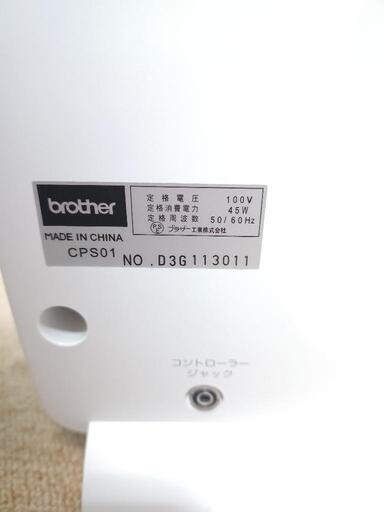 brother
MADE IN CHINA
CPS01
定格電圧 100V
定格消費電力 45W
定格周波数 50/60Hz
PSE ブラザー工業株式会社
NO.D3G113011
コントローラー
ジャック